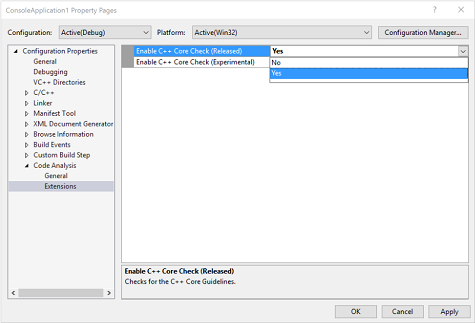 ConsoleApplication1 Property Pages
Configuration: Active(Debug) Platform: Active(Win32) Configuration Manager...
Configuration Properties
General
Debugging
VC++ Directories
C/C++
Linker
Manifest Tool
XML Document Generator
Browse Information
Build Events
Custom Build Step
Code Analysis
General
Extensions
Enable C++ Core Check (Released) Yes
Enable C++ Core Check (Experimental) No
Yes
Enable C++ Core Check (Released)
Checks for the C++ Core Guidelines.
OK Cancel Apply